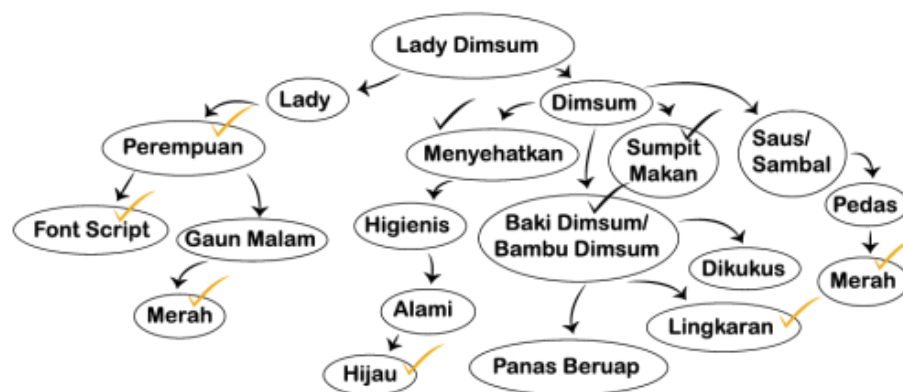 Lady Dimsum
Lady
Dimsum
Perempuan
Menyehatkan
Sumpit
Makan
Saus/
Sambal
Font Script
Gaun Malam
Higienis
Baki Dimsum/
Bambu Dimsum
Pedas
Dikukus
Merah
Merah
Alami
Lingkaran
Hijau
Panas Beruap